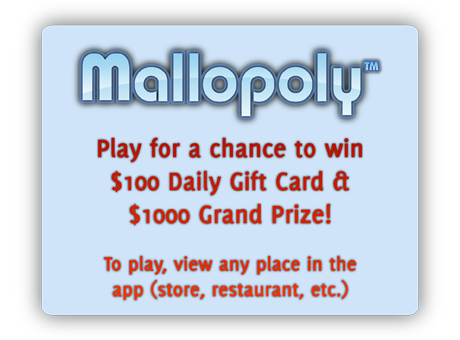 Mallopoly™
Play for a chance to win
$100 Daily Gift Card &
$1000 Grand Prize!
To play, view any place in the
app (store, restaurant, etc.)